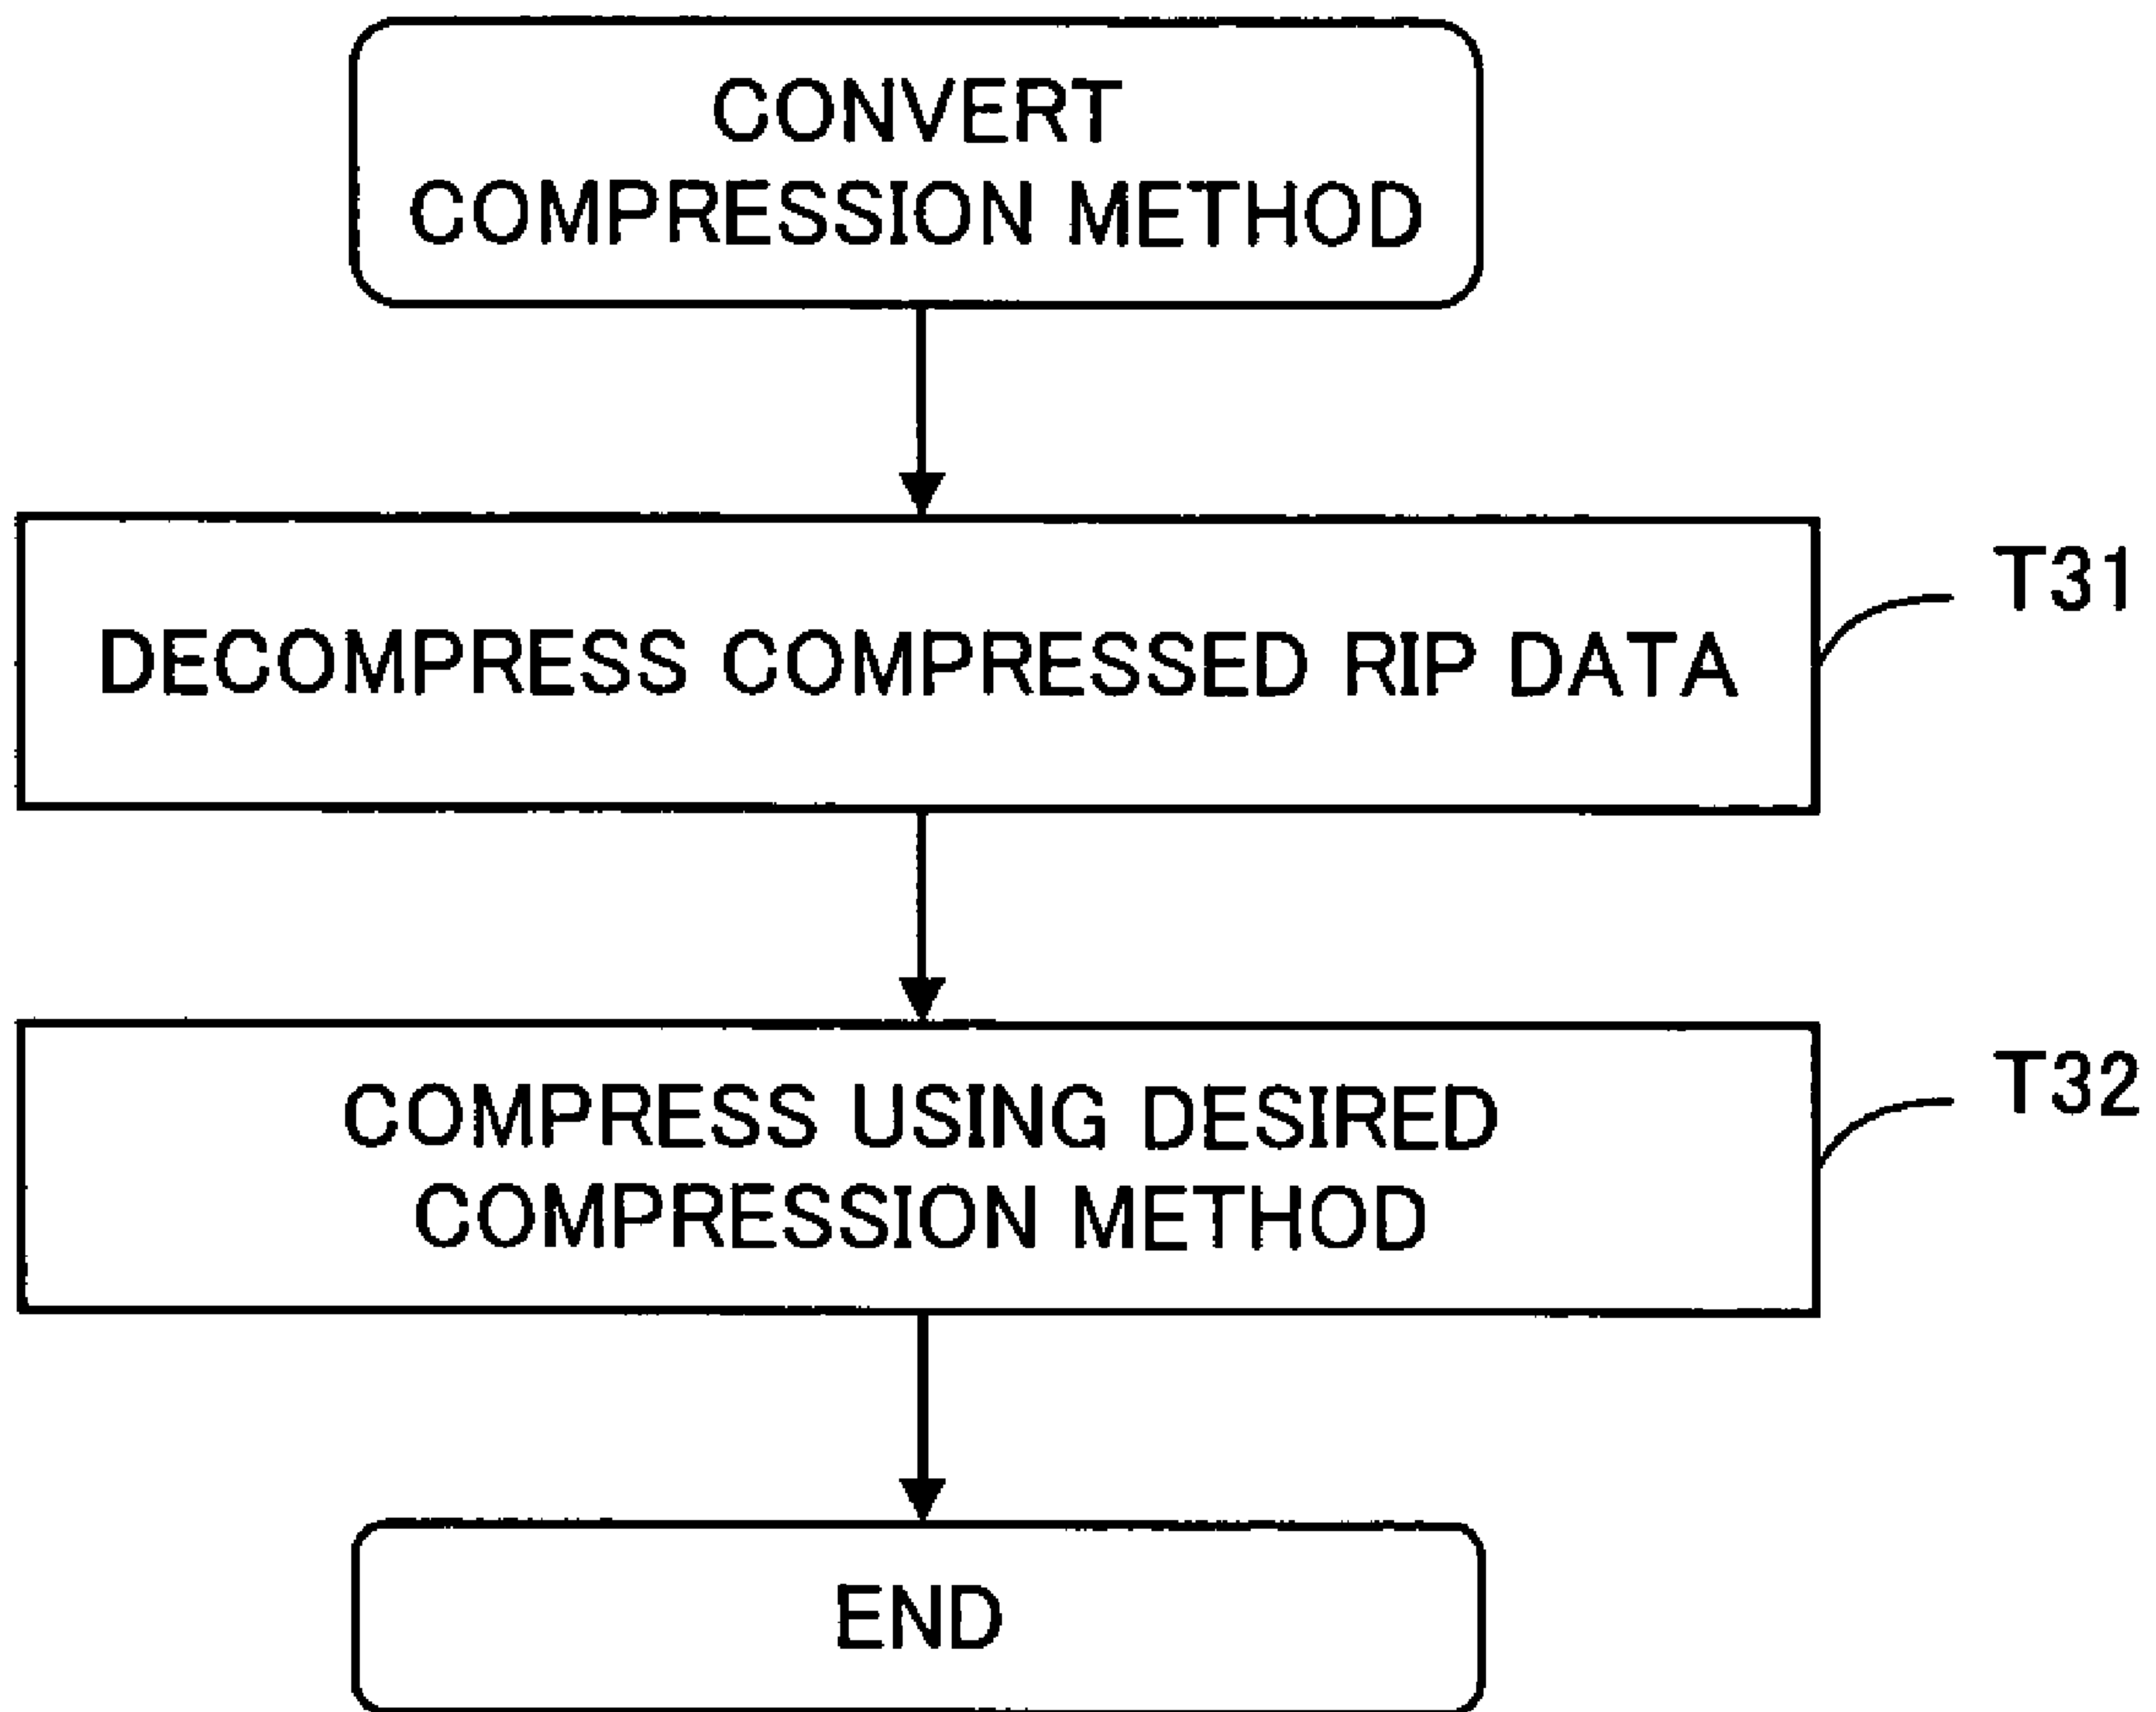 CONVERT
COMPRESSION METHOD
T31
DECOMPRESS COMPRESSED RIP DATA
T32
COMPRESS USING DESIRED
COMPRESSION METHOD
END